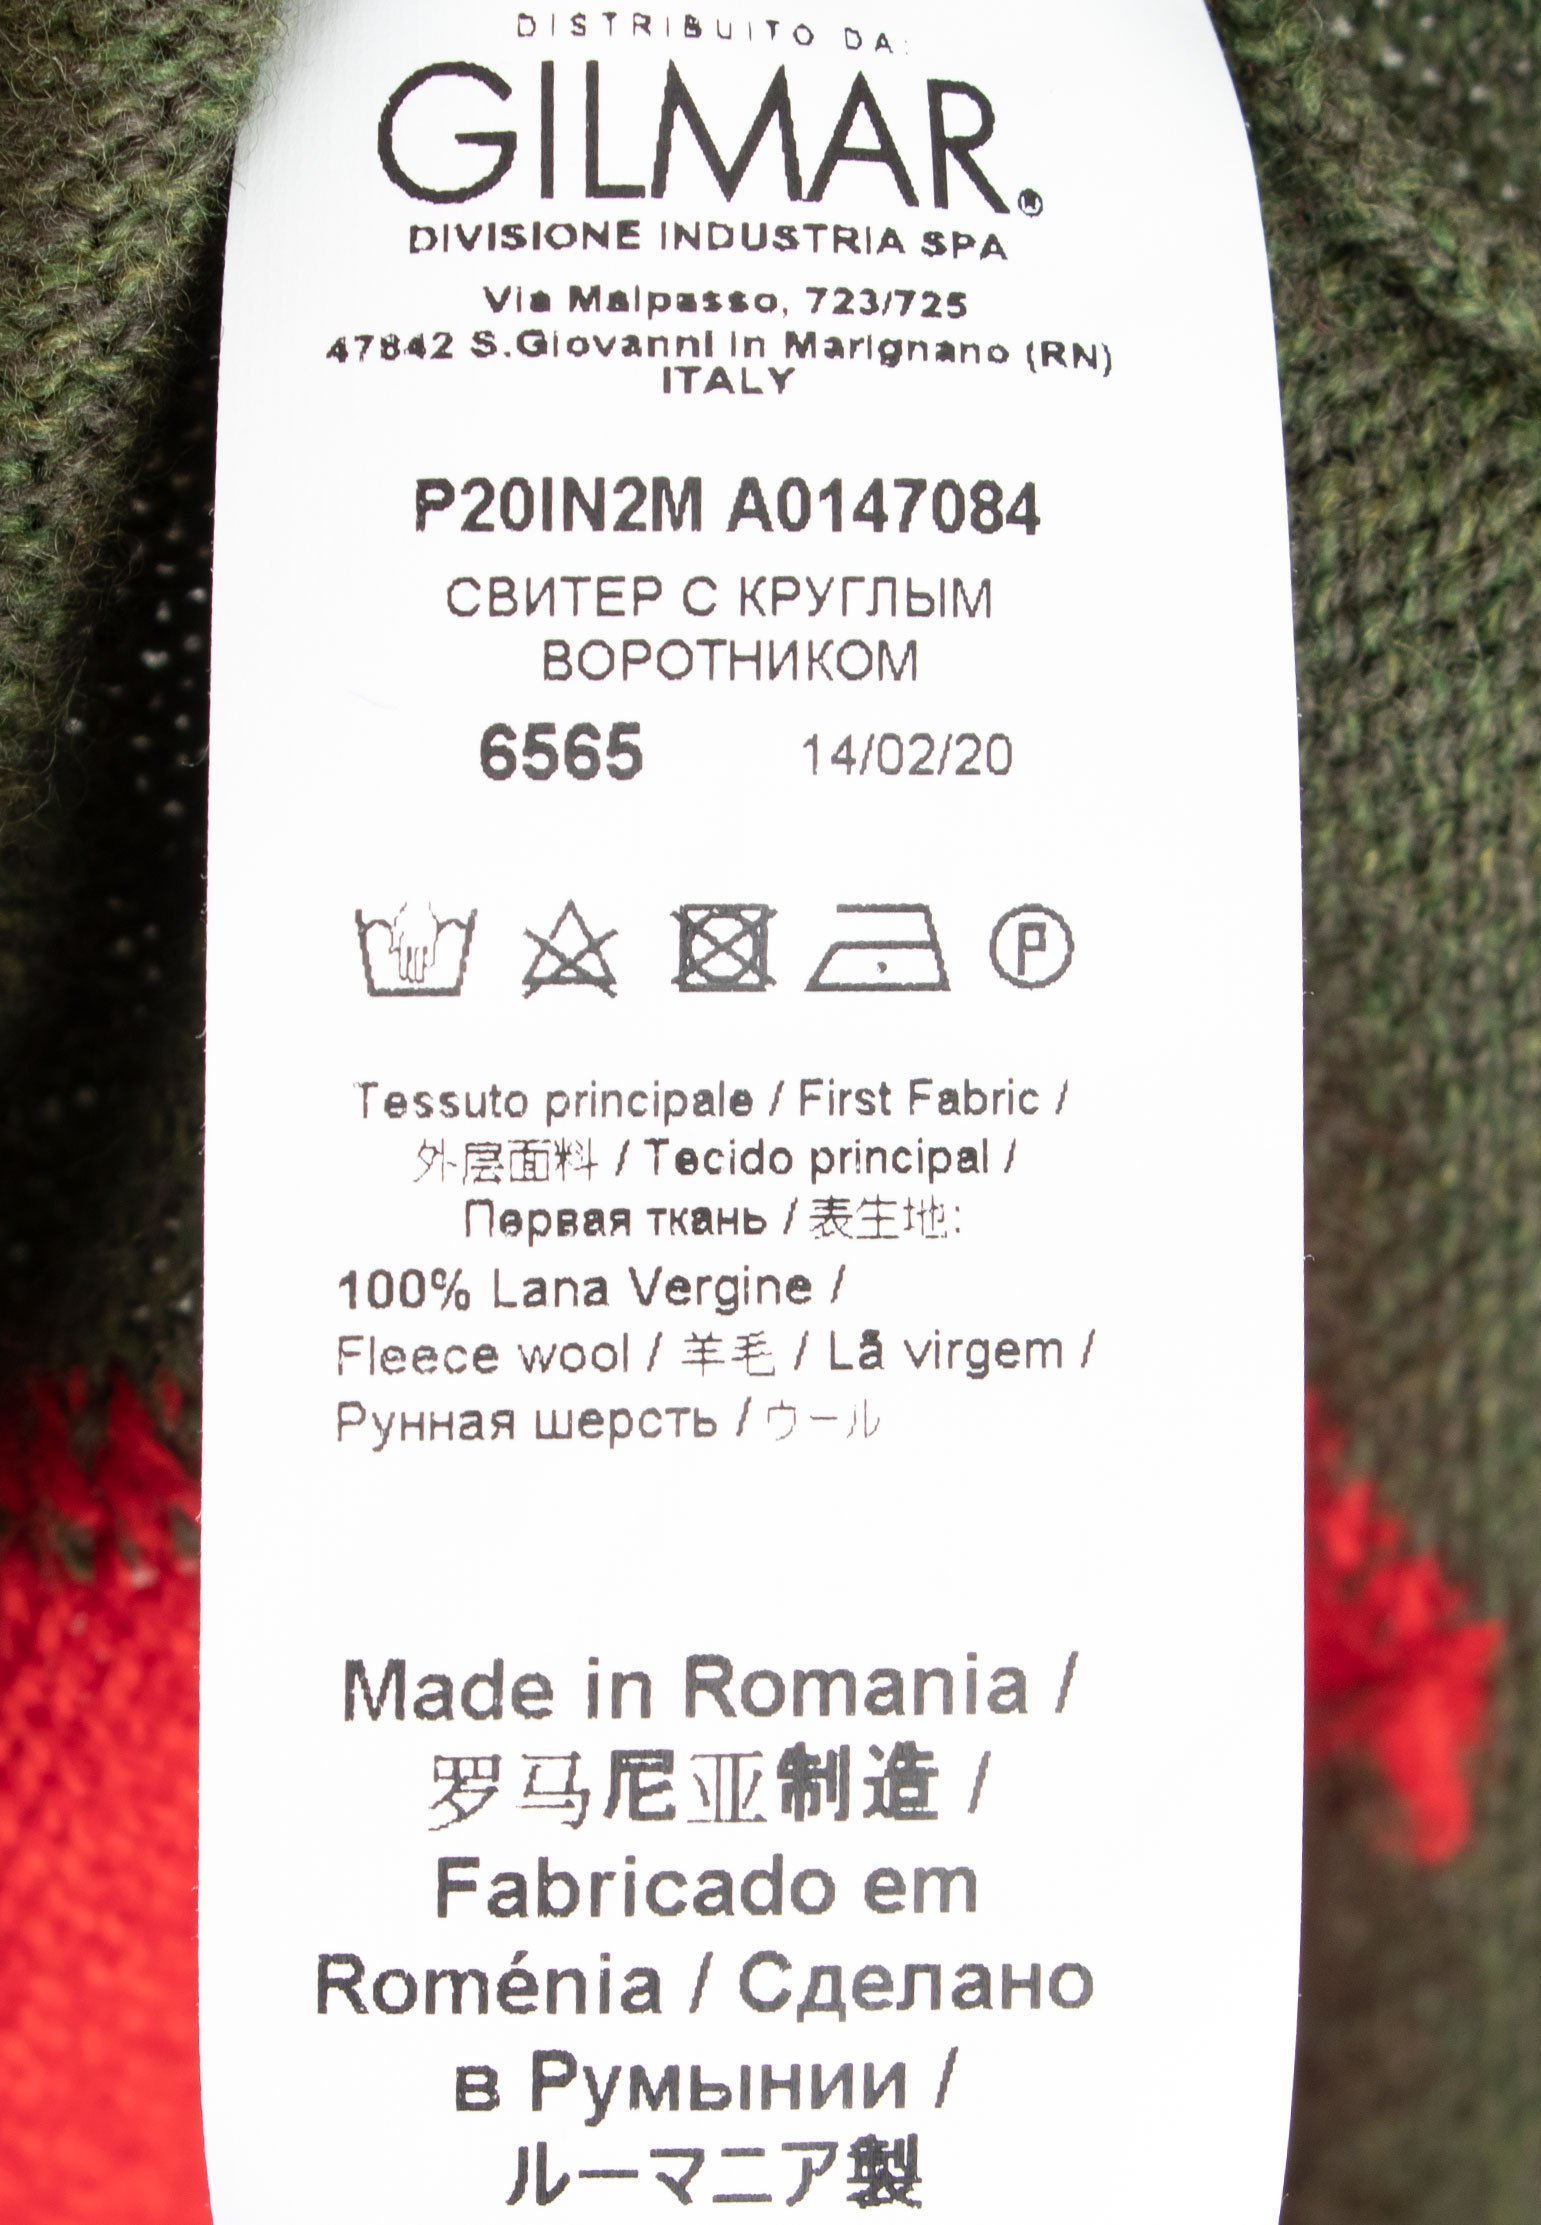 DISTRIBUITO DA:
GILMAR®
DIVISIONE INDUSTRIA SPA
Via Malpasso, 723/725
47842 S.Giovanni in Marignano (RN)
ITALY
P20IN2M A0147084
СВИТЕР С КРУГЛЫМ
ВОРОТНИКОМ
6565 14/02/20
P
Tessuto principale / First Fabric /
外层面料 / Tecido principal /
Первая ткань / 表生地:
100% Lana Vergine /
Fleece wool / 羊毛 / Lã virgem /
Рунная шерсть / ウール
Made in Romania /
罗马尼亚制造 /
Fabricado em
Roménia / Сделано
в Румынии /
ルーマニア製